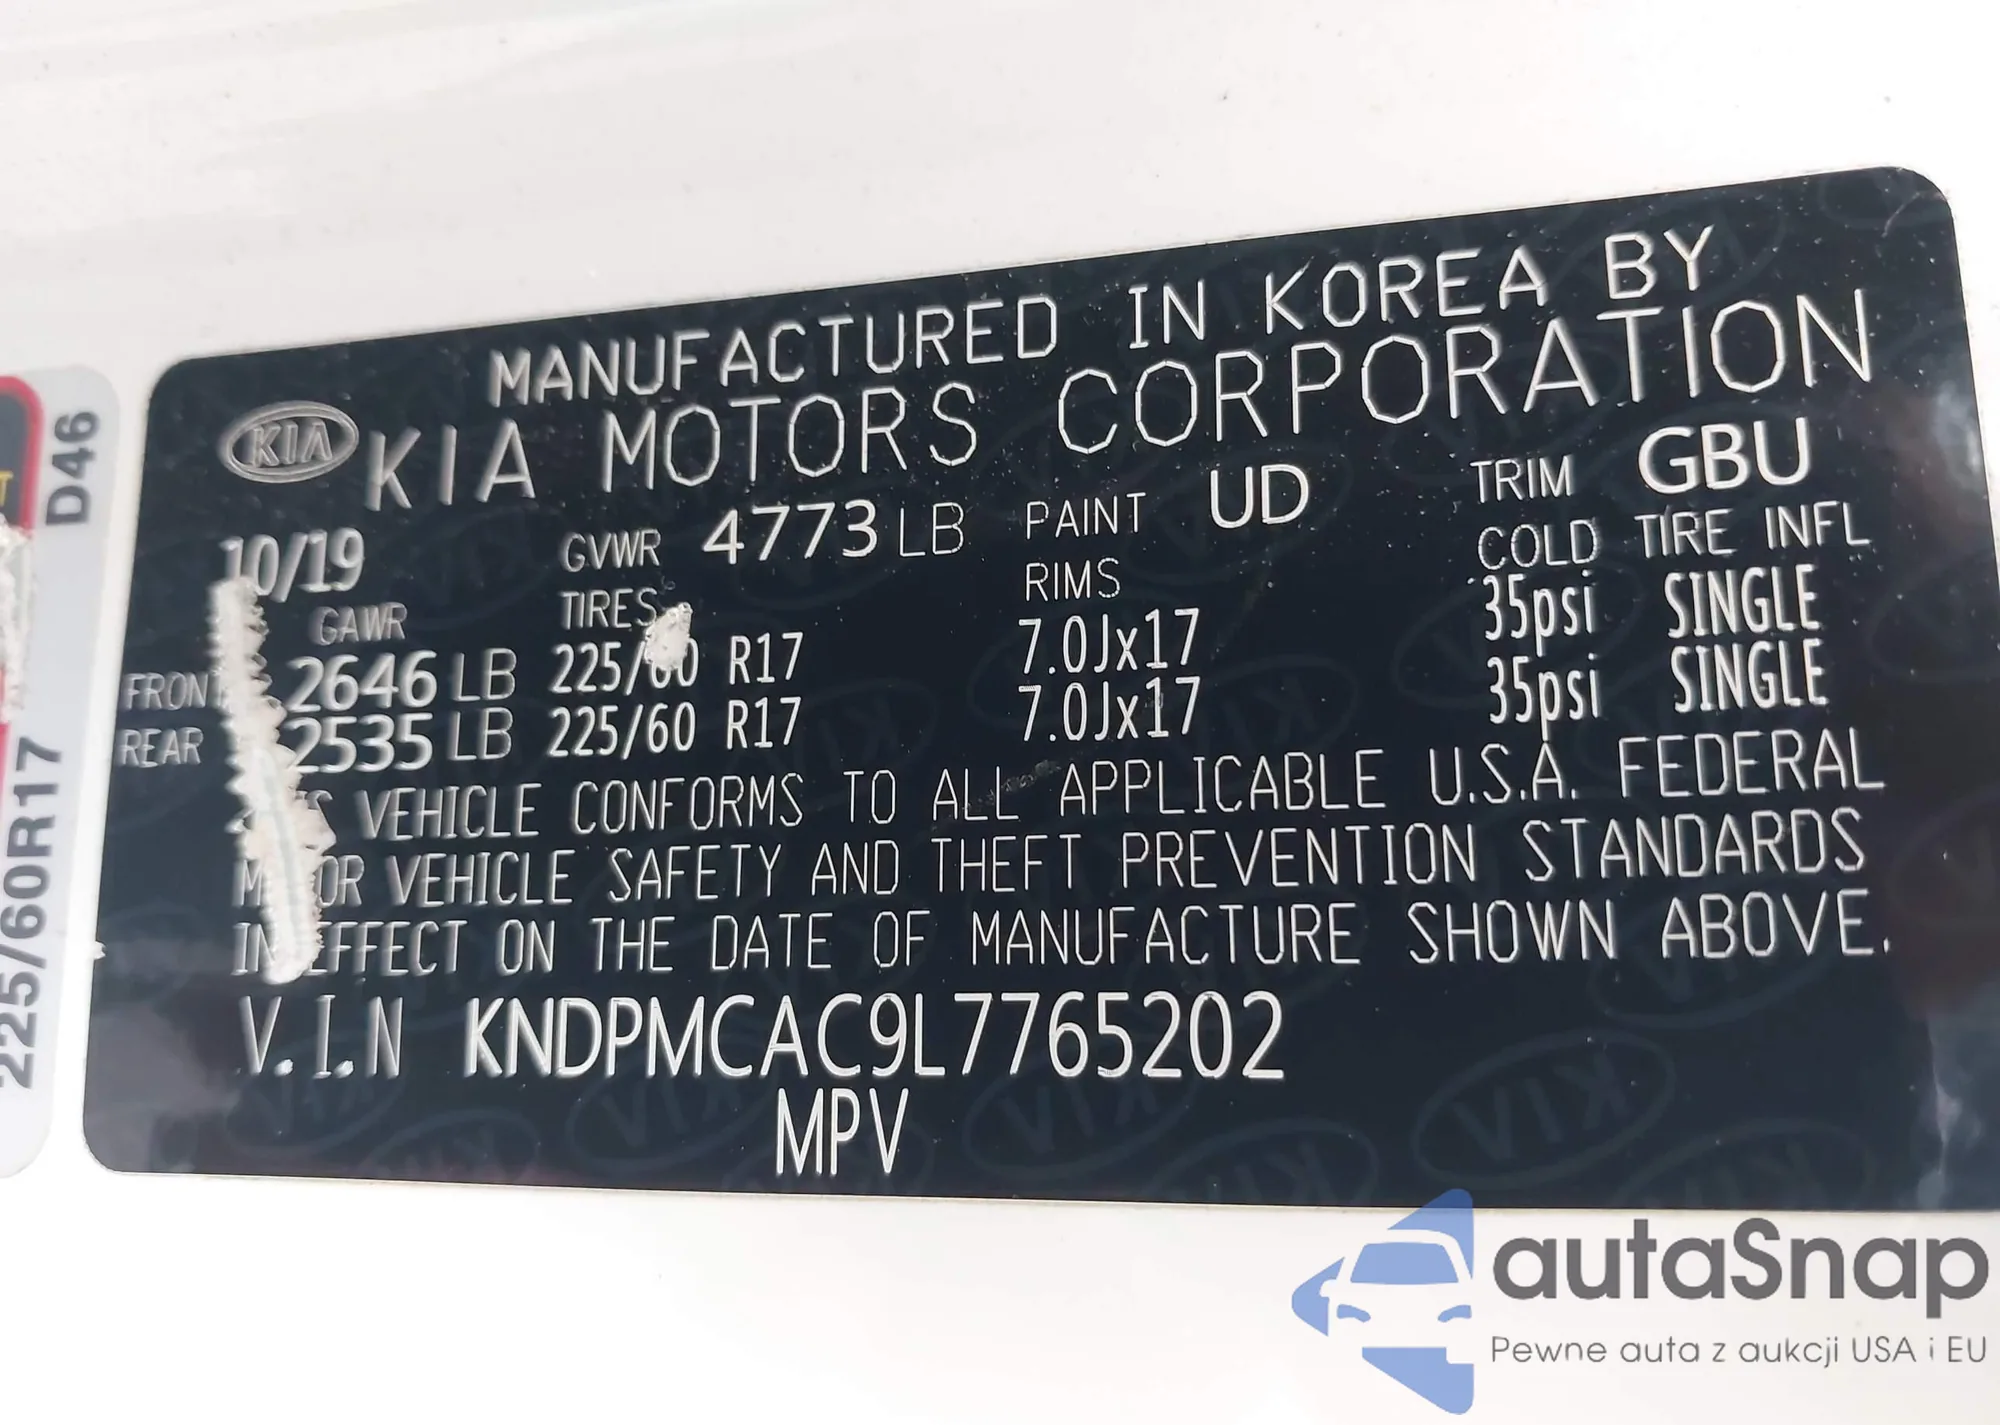 MANUFACTURED IN KOREA BY
KIA KIA MOTORS CORPORATION
10/19 GVWR 4773 LB PAINT UD TRIM GBU
GAWR TIRES RIMS COLD TIRE INFL
FRONT 2646 LB 225/60 R17 7.0Jx17 35psi SINGLE
REAR 2535 LB 225/60 R17 7.0Jx17 35psi SINGLE
VEHICLE CONFORMS TO ALL APPLICABLE U.S.A. FEDERAL
MOTOR VEHICLE SAFETY AND THEFT PREVENTION STANDARDS
IN EFFECT ON THE DATE OF MANUFACTURE SHOWN ABOVE.
V.I.N KNDPMCAC9L7765202
MPV
D46
225/60R17
autaSnap
Pewne auta z aukcji USA i EU